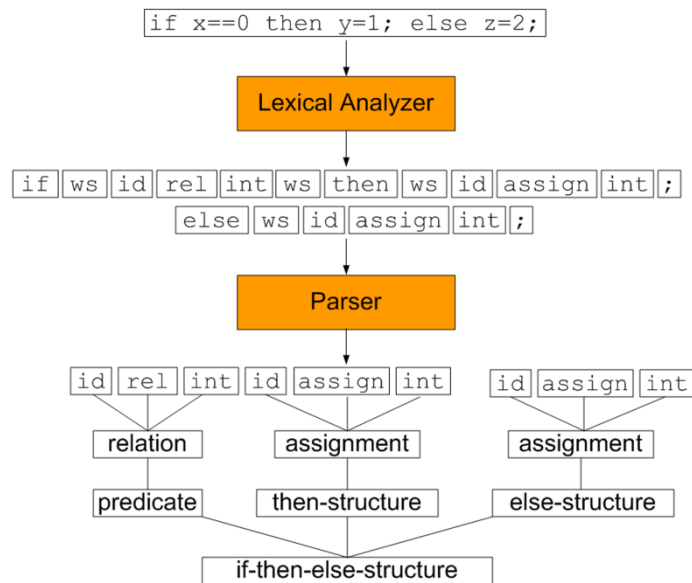 if x==0 then y=1; else z=2;
Lexical Analyzer
if ws id rel int ws then ws id assign int ;
else ws id assign int ;
Parser
id rel int id assign int id assign int
relation assignment assignment
predicate then-structure else-structure
if-then-else-structure